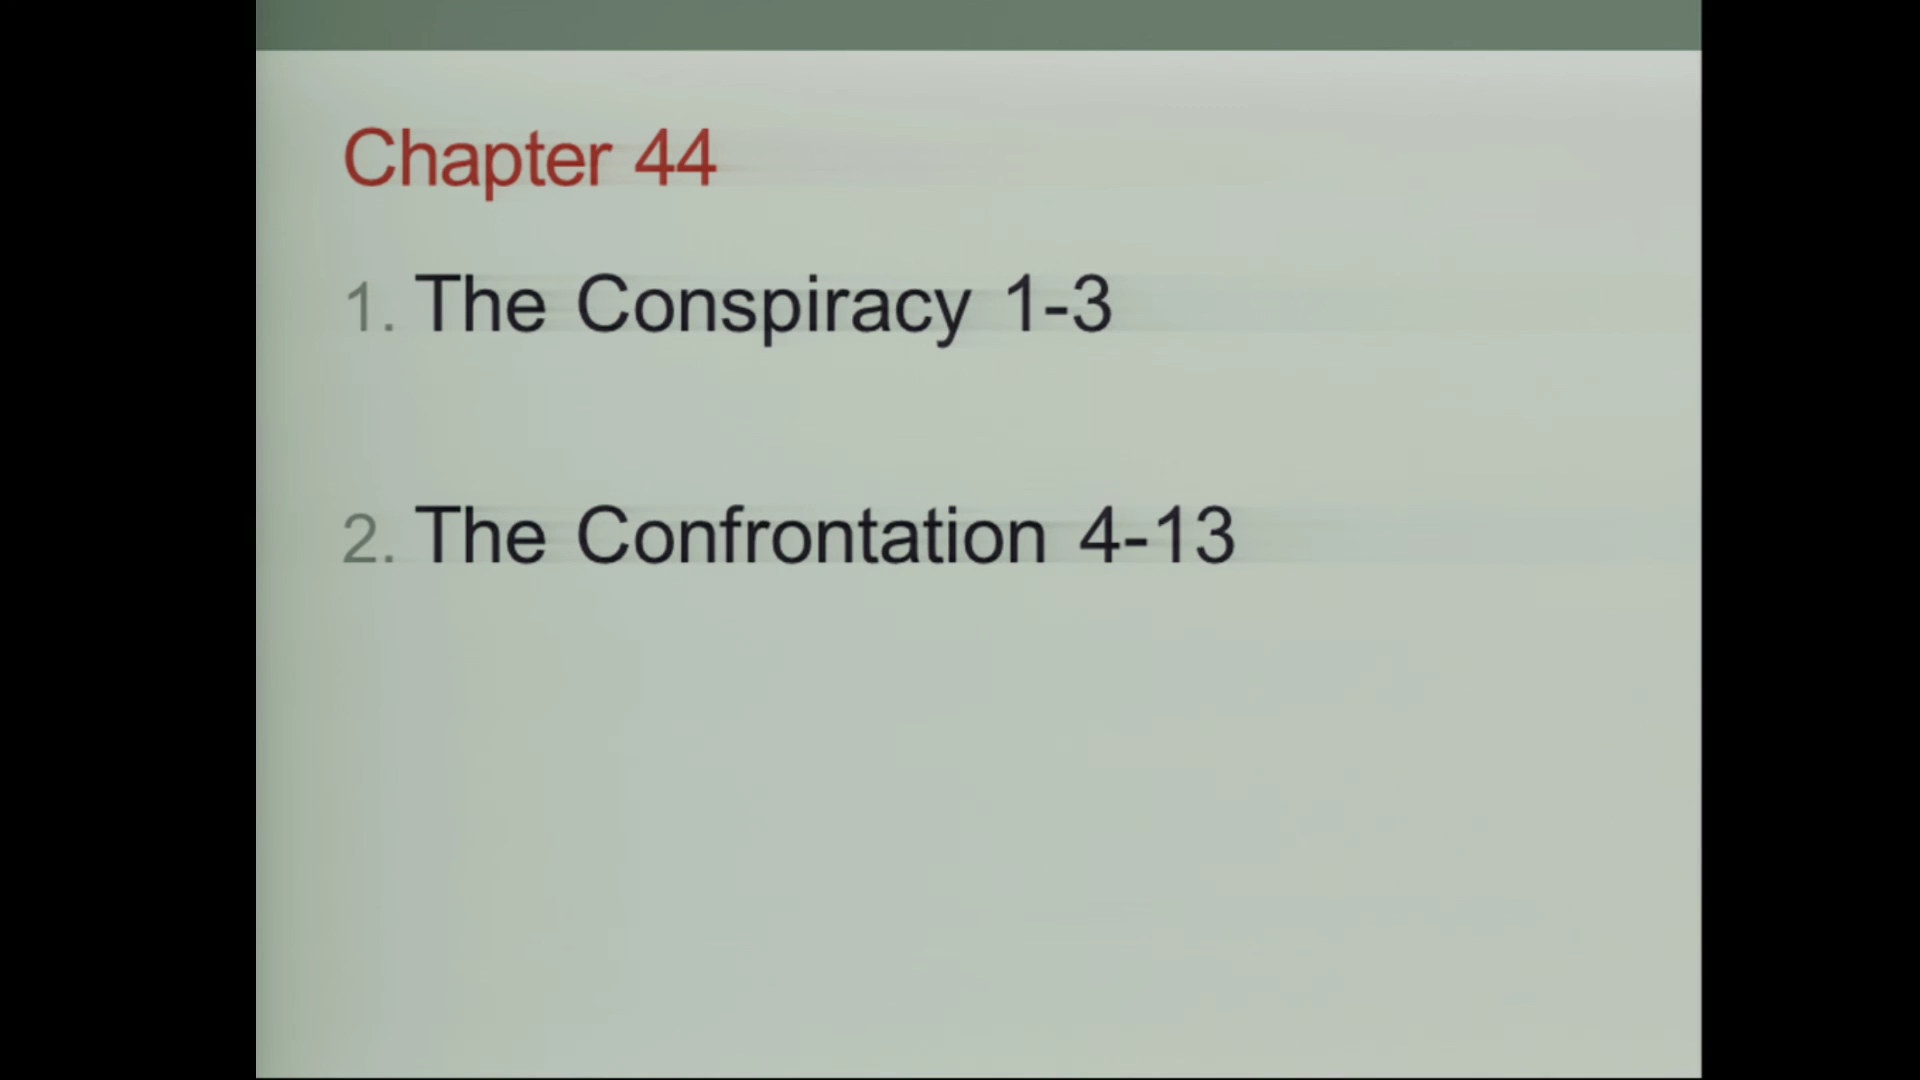 Chapter 44
1. The Conspiracy 1-3
2. The Confrontation 4-13